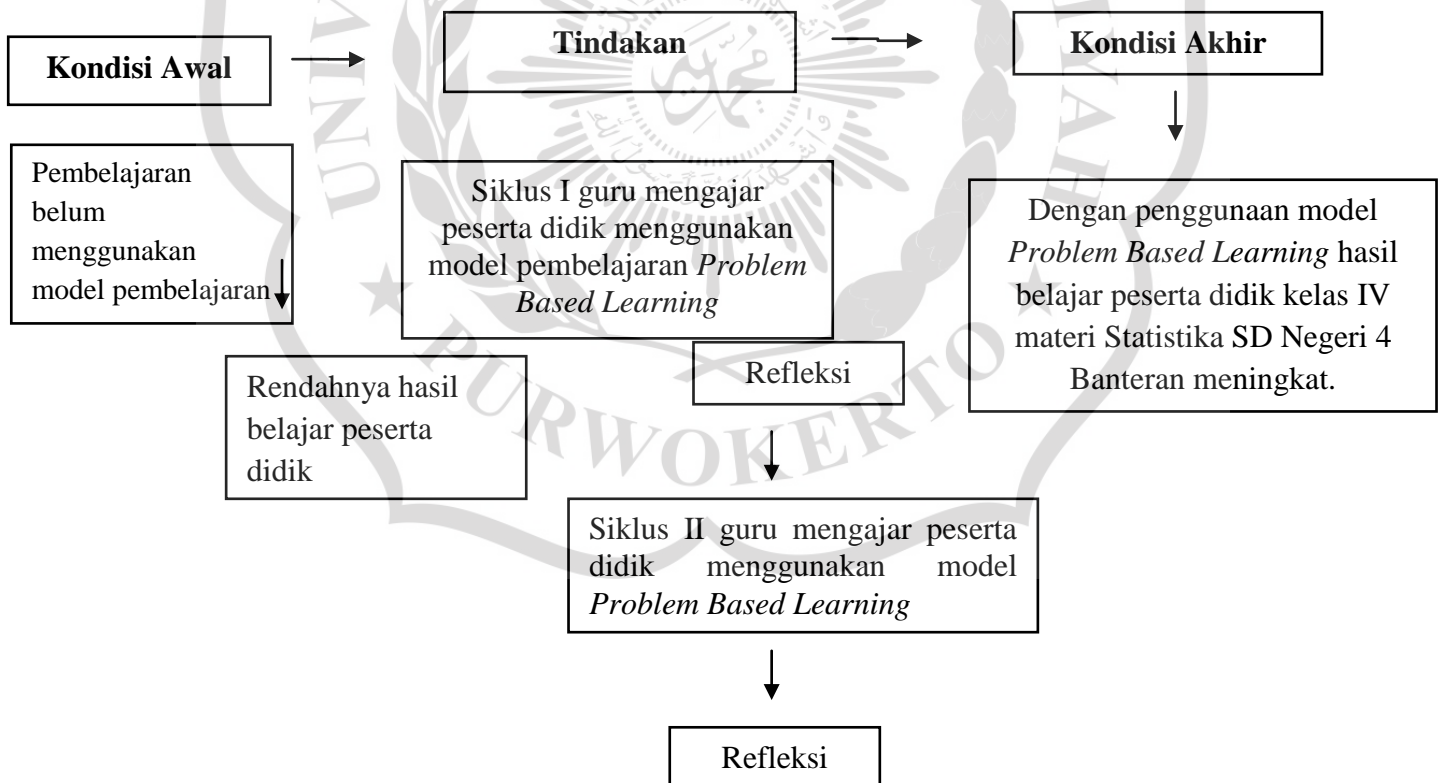 Kondisi Awal
Tindakan
Kondisi Akhir
Pembelajaran
belum
menggunakan
model pembelajaran
Rendahnya hasil
belajar peserta
didik
Siklus I guru mengajar
peserta didik menggunakan
model pembelajaran Problem
Based Learning
Refleksi
Siklus II guru mengajar peserta
didik menggunakan model
Problem Based Learning
Refleksi
Dengan penggunaan model
Problem Based Learning hasil
belajar peserta didik kelas IV
materi Statistika SD Negeri 4
Banteran meningkat.
PURWOKERTO